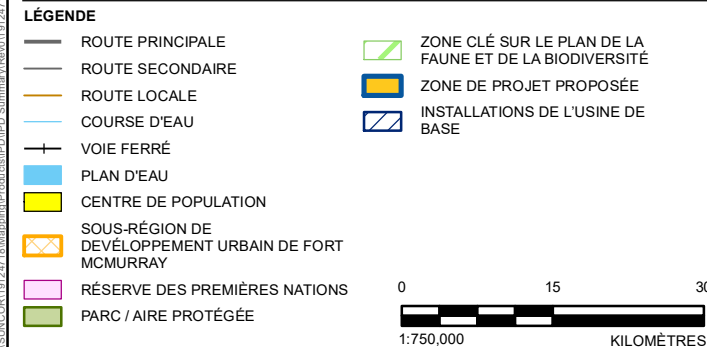 LÉGENDE
ROUTE PRINCIPALE
ROUTE SECONDAIRE
ROUTE LOCALE
COURSE D'EAU
VOIE FERRÉ
PLAN D'EAU
CENTRE DE POPULATION
SOUS-RÉGION DE
DEVÉLOPPEMENT URBAIN DE FORT
MCMURRAY
RÉSERVE DES PREMIÈRES NATIONS
PARC / AIRE PROTÉGÉE
ZONE CLÉ SUR LE PLAN DE LA
FAUNE ET DE LA BIODIVERSITÉ
ZONE DE PROJET PROPOSÉE
INSTALLATIONS DE L'USINE DE
BASE
0 15 30
1:750,000 KILOMÈTRES